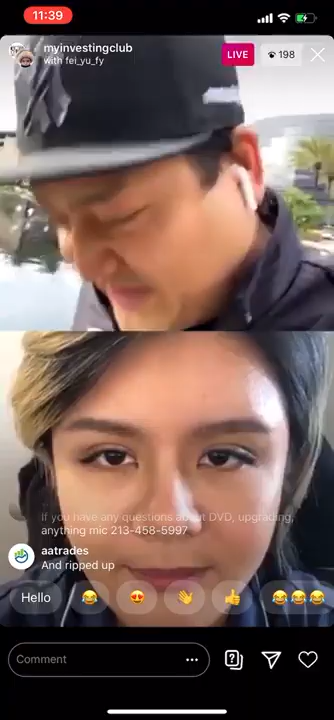 11:39
myinvestingclub
with fei_yu_fy
LIVE
198
If you have any questions about DVD, upgrading,
anything mic 213-458-5997
aatrades
And ripped up
Hello
Comment